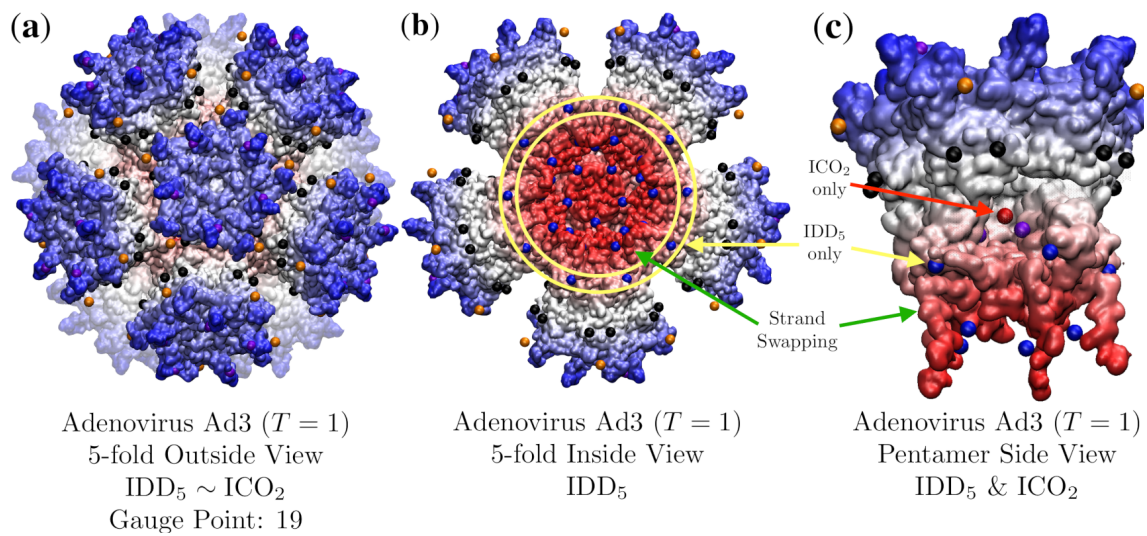 (a)
(b)
(c)
ICO₂
only
IDD₅
only
Strand
Swapping
Adenovirus Ad3 (T = 1)
5-fold Outside View
IDD₅ ~ ICO₂
Gauge Point: 19
Adenovirus Ad3 (T = 1)
5-fold Inside View
IDD₅
Adenovirus Ad3 (T = 1)
Pentamer Side View
IDD₅ & ICO₂